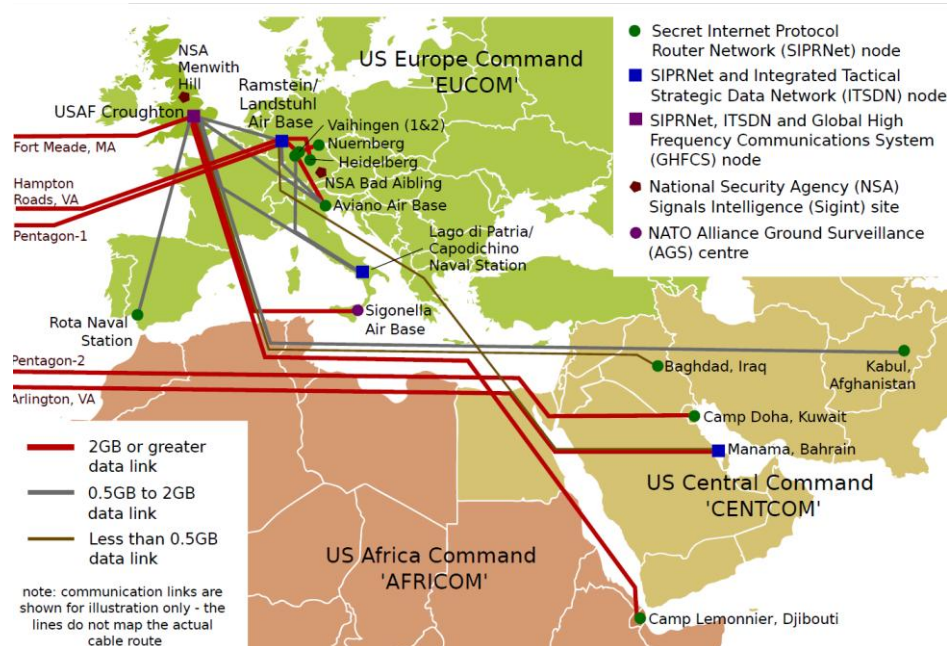 NSA
Menwith
Hill
USAF Croughton
Fort Meade, MA
Hampton
Roads, VA
Pentagon-1
US Europe Command
'EUCOM'
Ramstein/
Landstuhl
Air Base
Vaihingen (1&2)
Nuernberg
Heidelberg
NSA Bad Aibling
Aviano Air Base
Lago di Patria/
Capodichino
Naval Station
Sigonella
Air Base
Rota Naval
Station
Pentagon-2
Arlington, VA
Baghdad, Iraq
Kabul,
Afghanistan
Camp Doha, Kuwait
Manama, Bahrain
US Central Command
'CENTCOM'
US Africa Command
'AFRICOM'
Camp Lemonnier, Djibouti
Secret Internet Protocol
Router Network (SIPRNet) node
SIPRNet and Integrated Tactical
Strategic Data Network (ITSDN) node
SIPRNet, ITSDN and Global High
Frequency Communications System
(GHFCS) node
National Security Agency (NSA)
Signals Intelligence (Sigint) site
NATO Alliance Ground Surveillance
(AGS) centre
2GB or greater
data link
0.5GB to 2GB
data link
Less than 0.5GB
data link
note: communication links are
shown for illustration only - the
lines do not map the actual
cable route